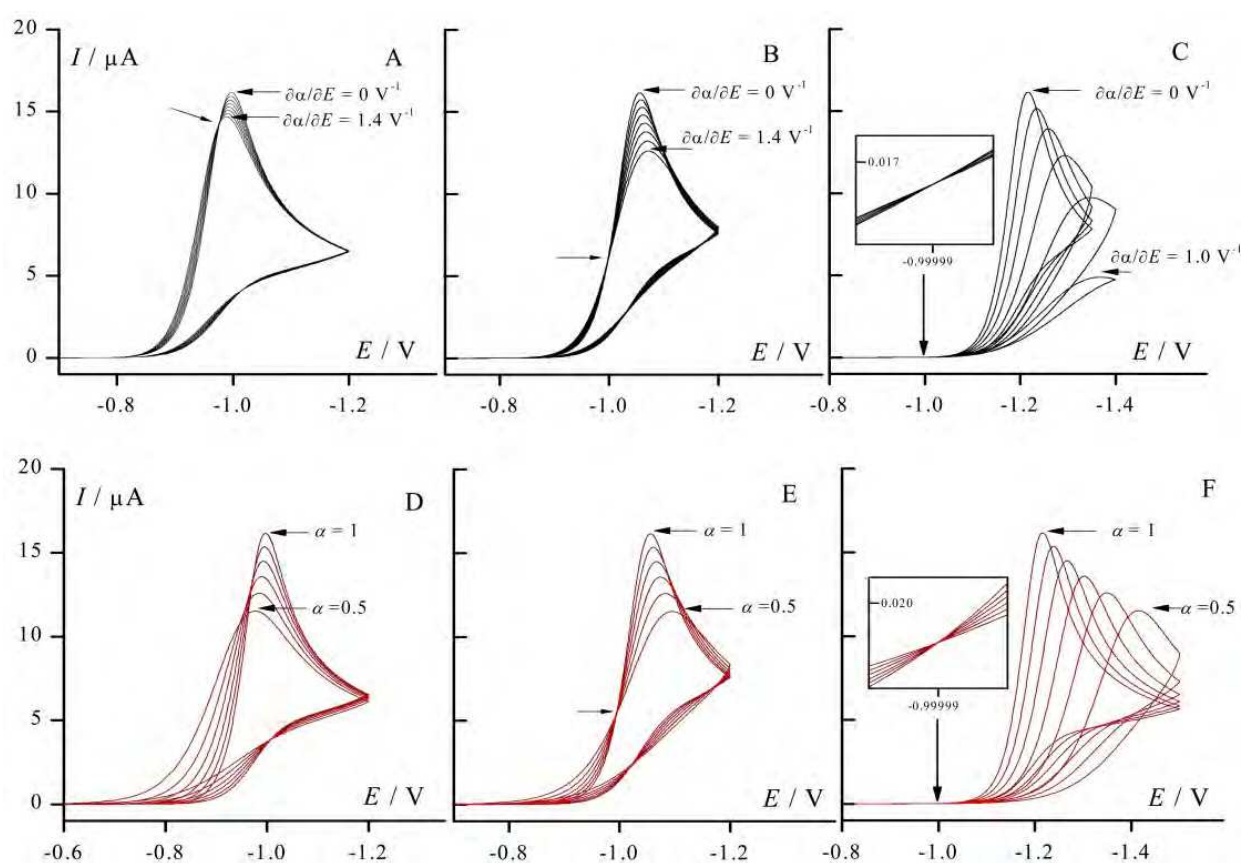 20
I / μA
A
∂α/∂E = 0 V⁻¹
∂α/∂E = 1.4 V⁻¹
15
10
5
0
E / V
-0.8
-1.0
-1.2
B
∂α/∂E = 0 V⁻¹
∂α/∂E = 1.4 V⁻¹
E / V
-0.8
-1.0
-1.2
C
∂α/∂E = 0 V⁻¹
0.017
-0.99999
∂α/∂E = 1.0 V⁻¹
E / V
-0.8
-1.0
-1.2
-1.4
20
I / μA
D
α = 1
15
α =0.5
10
5
0
E / V
-0.6
-0.8
-1.0
-1.2
E
α = 1
α =0.5
E / V
-0.8
-1.0
-1.2
F
α = 1
0.020
α =0.5
-0.99999
E / V
-0.8
-1.0
-1.2
-1.4